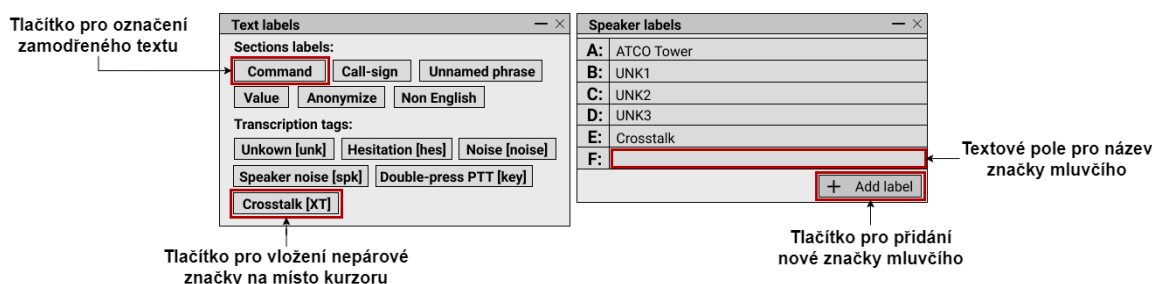 Tlačítko pro označení
zamodřeného textu
Text labels
Sections labels:
Command Call-sign Unnamed phrase
Value Anonymize Non English
Transcription tags:
Unkown [unk] Hesitation [hes] Noise [noise]
Speaker noise [spk] Double-press PTT [key]
Crosstalk [XT]
Tlačítko pro vložení nepárové
značky na místo kurzoru
Speaker labels
A: ATCO Tower
B: UNK1
C: UNK2
D: UNK3
E: Crosstalk
F:
+ Add label
Textové pole pro název
značky mluvčího
Tlačítko pro přidání
nové značky mluvčího